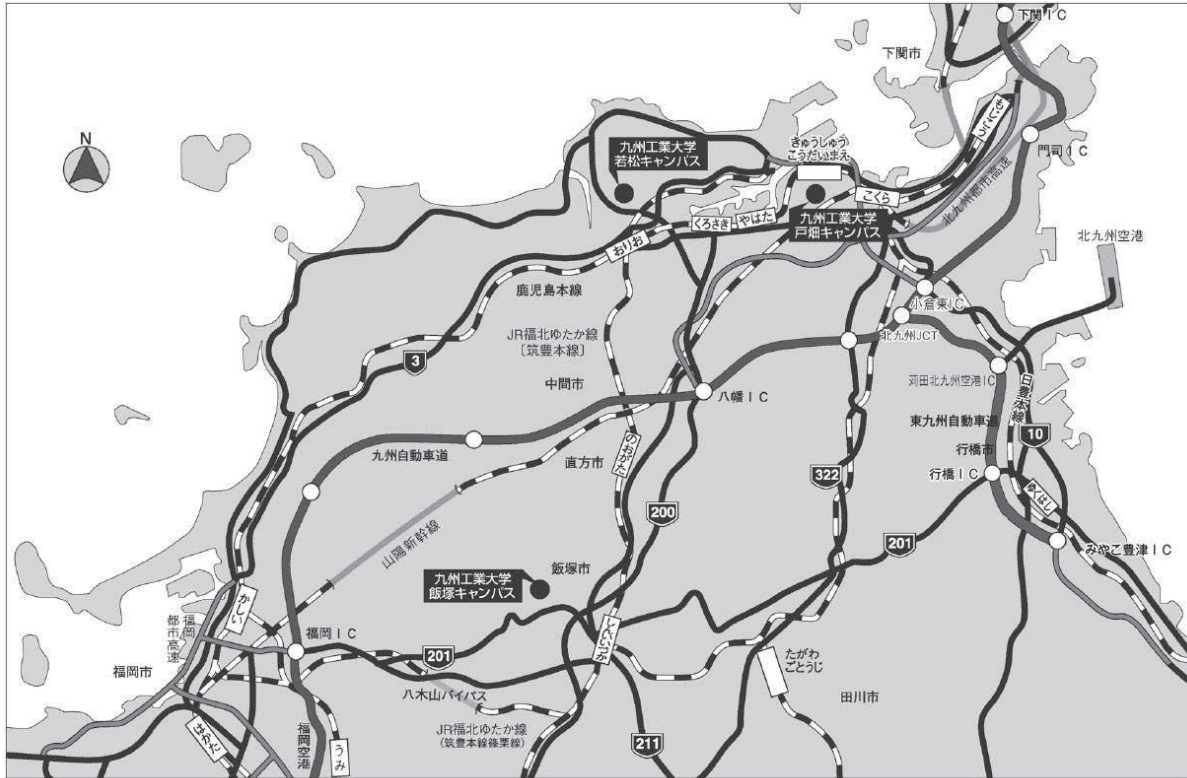 下関IC
下関市
N
もじこう
門司IC
九州工業大学
若松キャンパス
きゅうしゅう
こうだいまえ
北九州都市高速
こくら
くろさき
やはた
九州工業大学
戸畑キャンパス
おりお
北九州空港
鹿児島本線
小倉東IC
北九州JCT
JR福北ゆたか線
〔筑豊本線〕
3
中間市
八幡IC
苅田北九州空港IC
日豊本線
東九州自動車道
10
行橋市
九州自動車道
直方市
のおがた
322
行橋IC
ゆくはし
200
山陽新幹線
201
みやこ豊津IC
九州工業大学
飯塚キャンパス
飯塚市
かしい
福岡
都市高速
福岡IC
しんいいづか
201
たがわ
ごとうじ
福岡市
八木山バイパス
田川市
はかた
福岡空港
うみ
JR福北ゆたか線
(筑豊本線篠栗線)
211